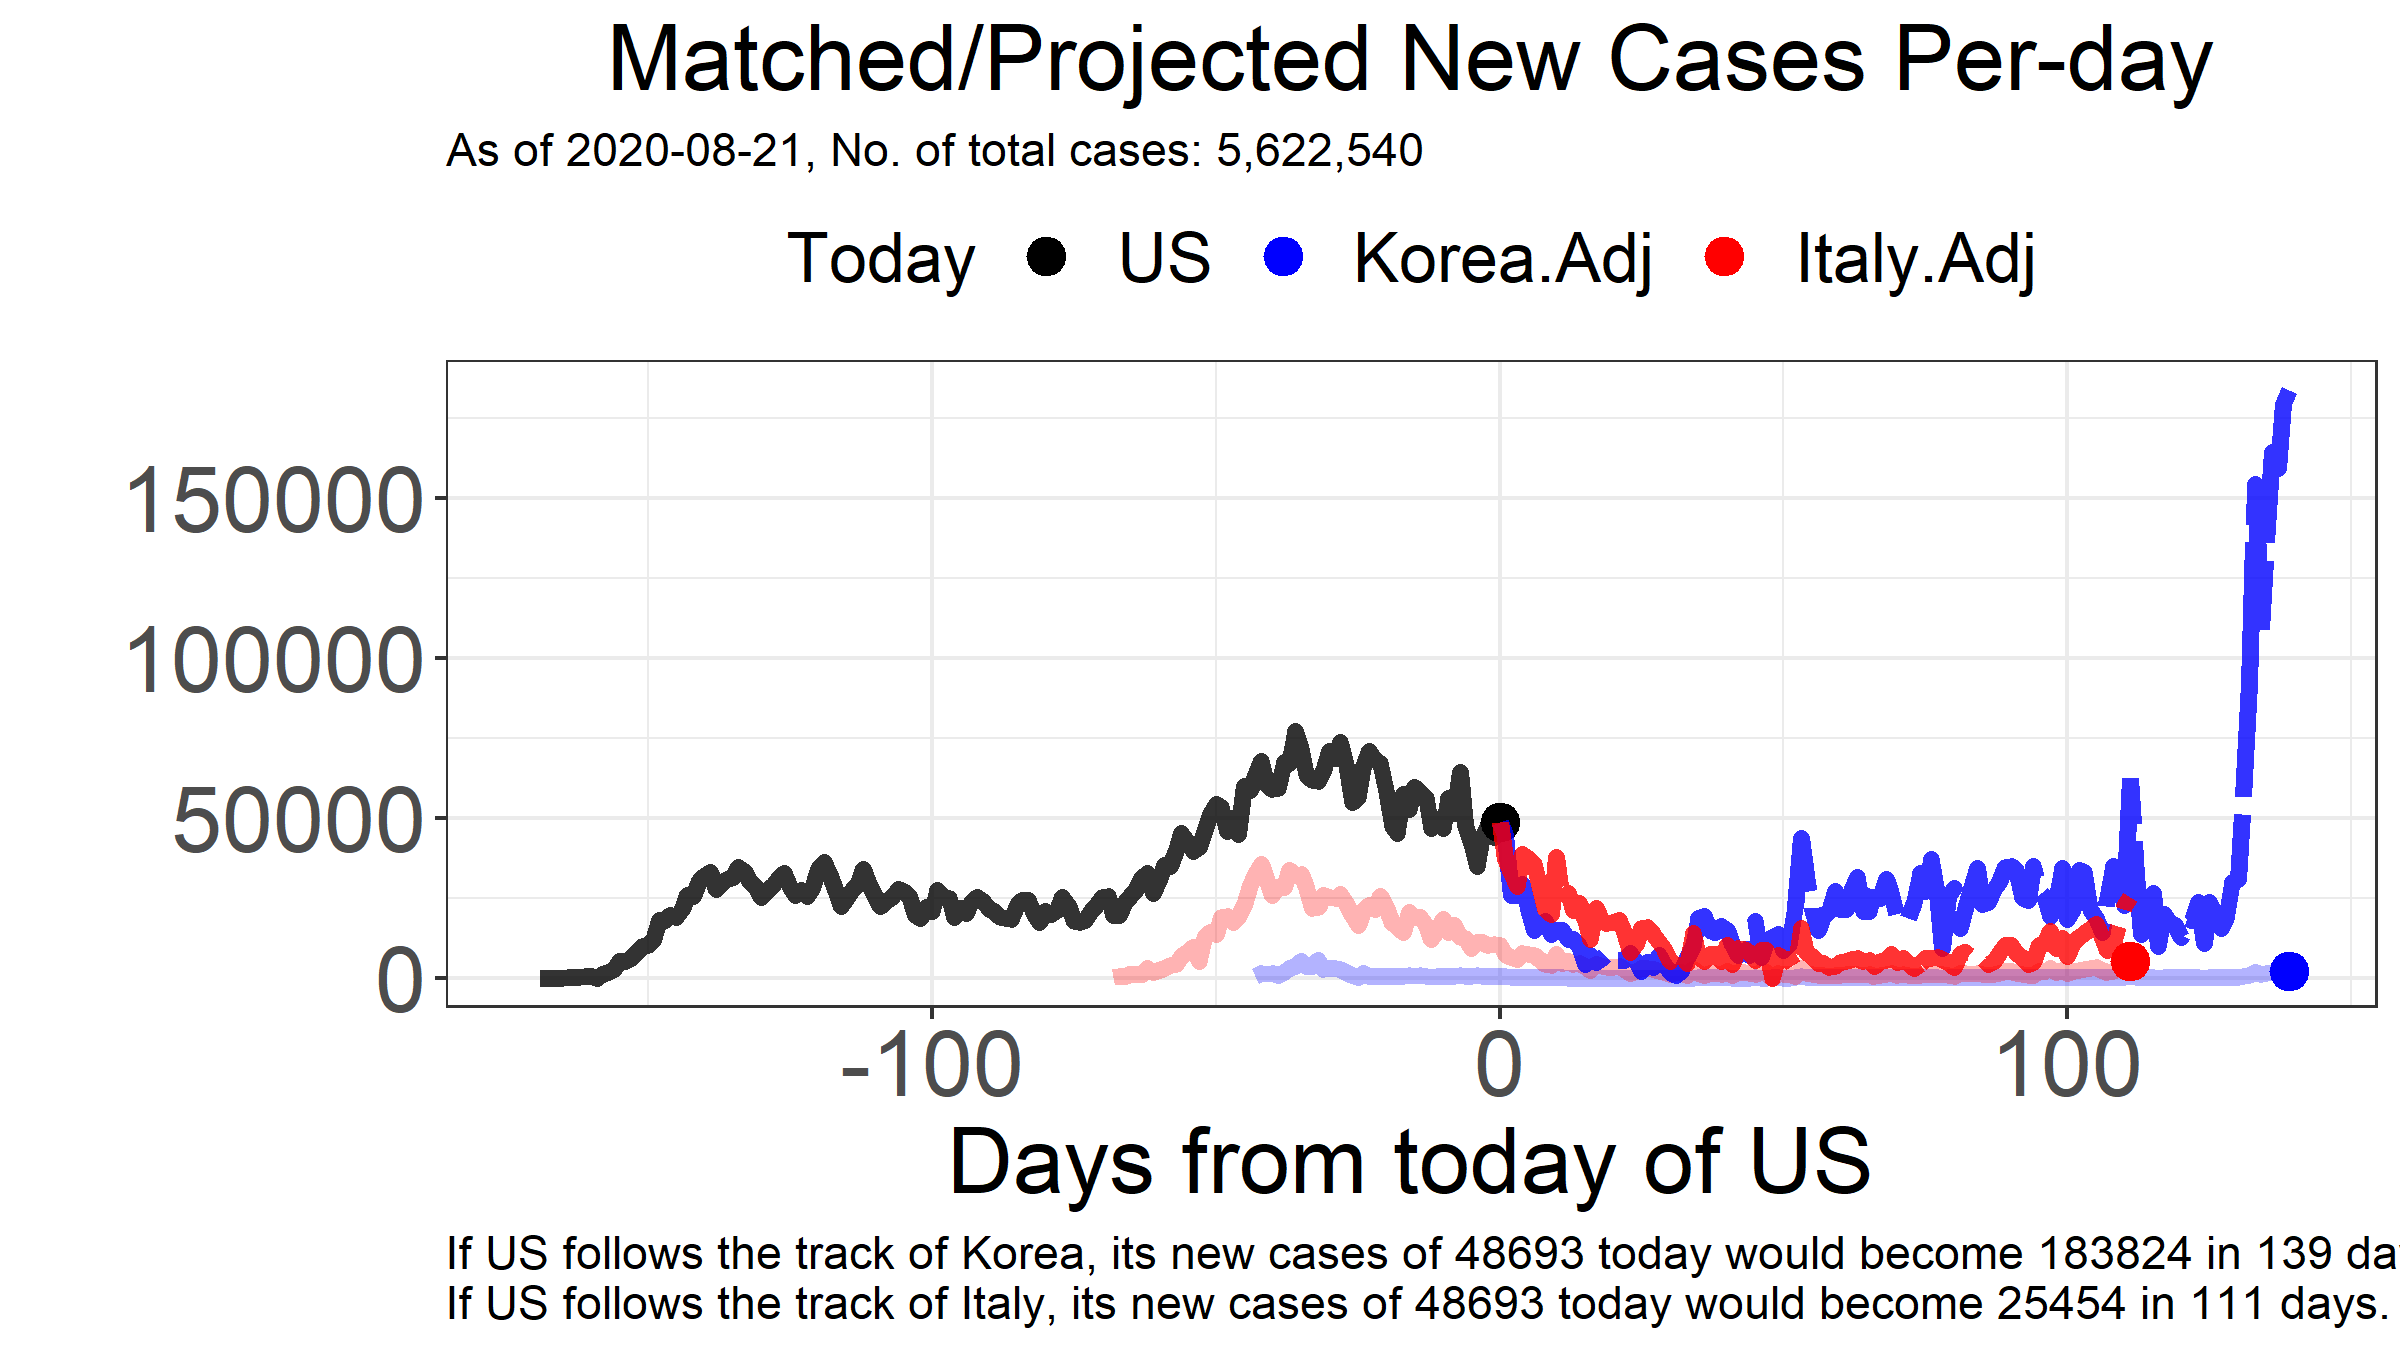 Matched/Projected New Cases Per-day
As of 2020-08-21, No. of total cases: 5,622,540
Today US Korea.Adj Italy.Adj
150000
100000
50000
0
-100 0 100
Days from today of US
If US follows the track of Korea, its new cases of 48693 today would become 183824 in 139 da
If US follows the track of Italy, its new cases of 48693 today would become 25454 in 111 days.